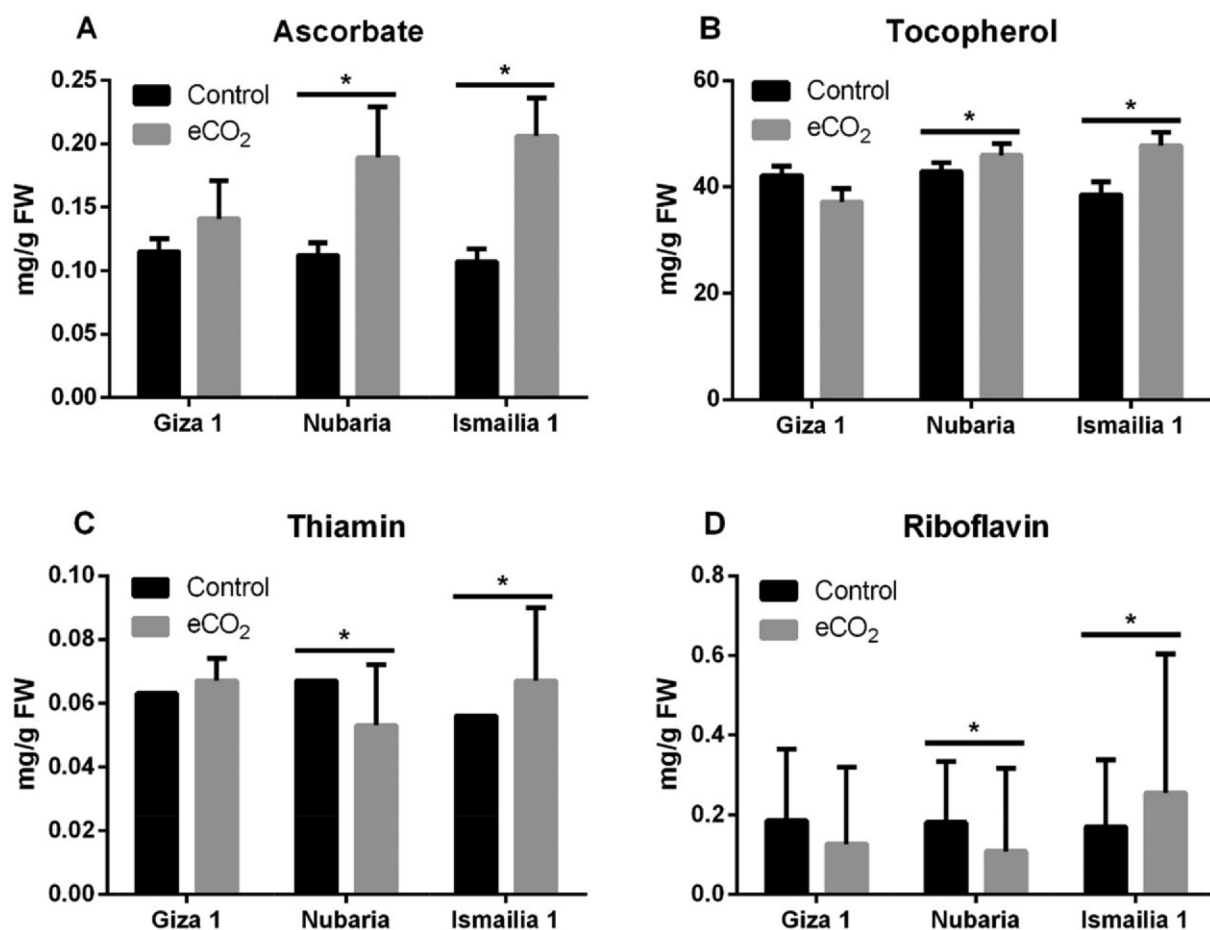 A
Ascorbate
0.25
0.20
0.15
0.10
0.05
0.00
mg/g FW
Control
eCO₂
*
*
Giza 1
Nubaria
Ismailia 1
B
Tocopherol
60
40
20
0
mg/g FW
Control
eCO₂
*
*
Giza 1
Nubaria
Ismailia 1
C
Thiamin
0.10
0.08
0.06
0.04
0.02
0.00
mg/g FW
Control
eCO₂
*
*
Giza 1
Nubaria
Ismailia 1
D
Riboflavin
0.8
0.6
0.4
0.2
0.0
mg/g FW
Control
eCO₂
*
*
Giza 1
Nubaria
Ismailia 1